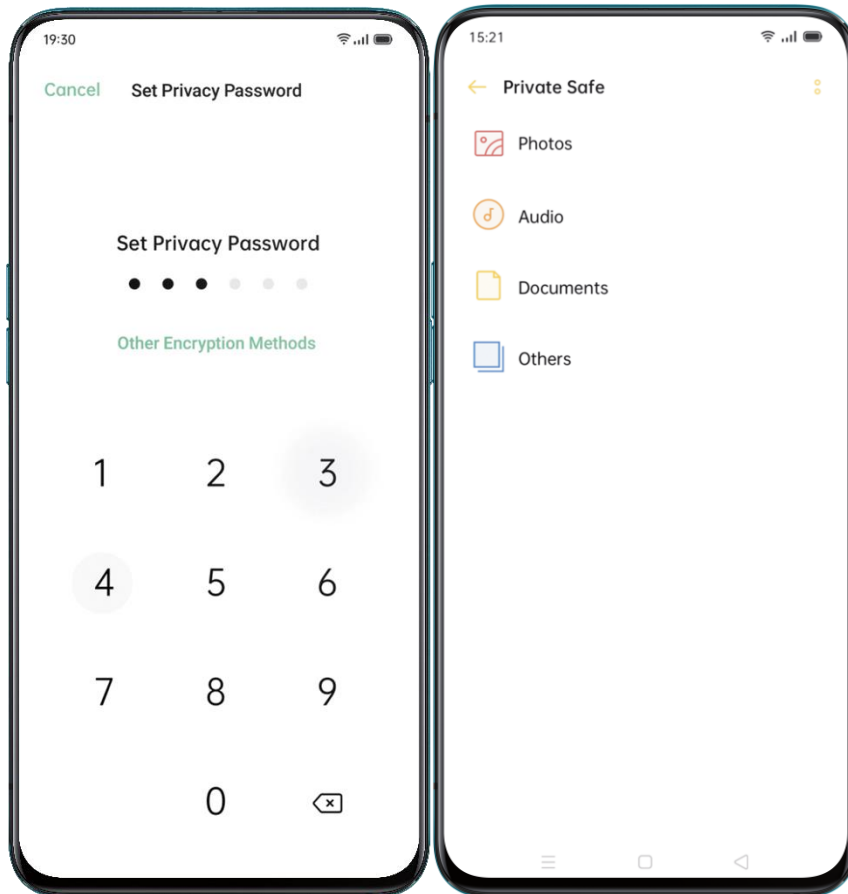 19:30
Cancel Set Privacy Password
Set Privacy Password
Other Encryption Methods
1 2 3
4 5 6
7 8 9
0
15:21
Private Safe
Photos
Audio
Documents
Others